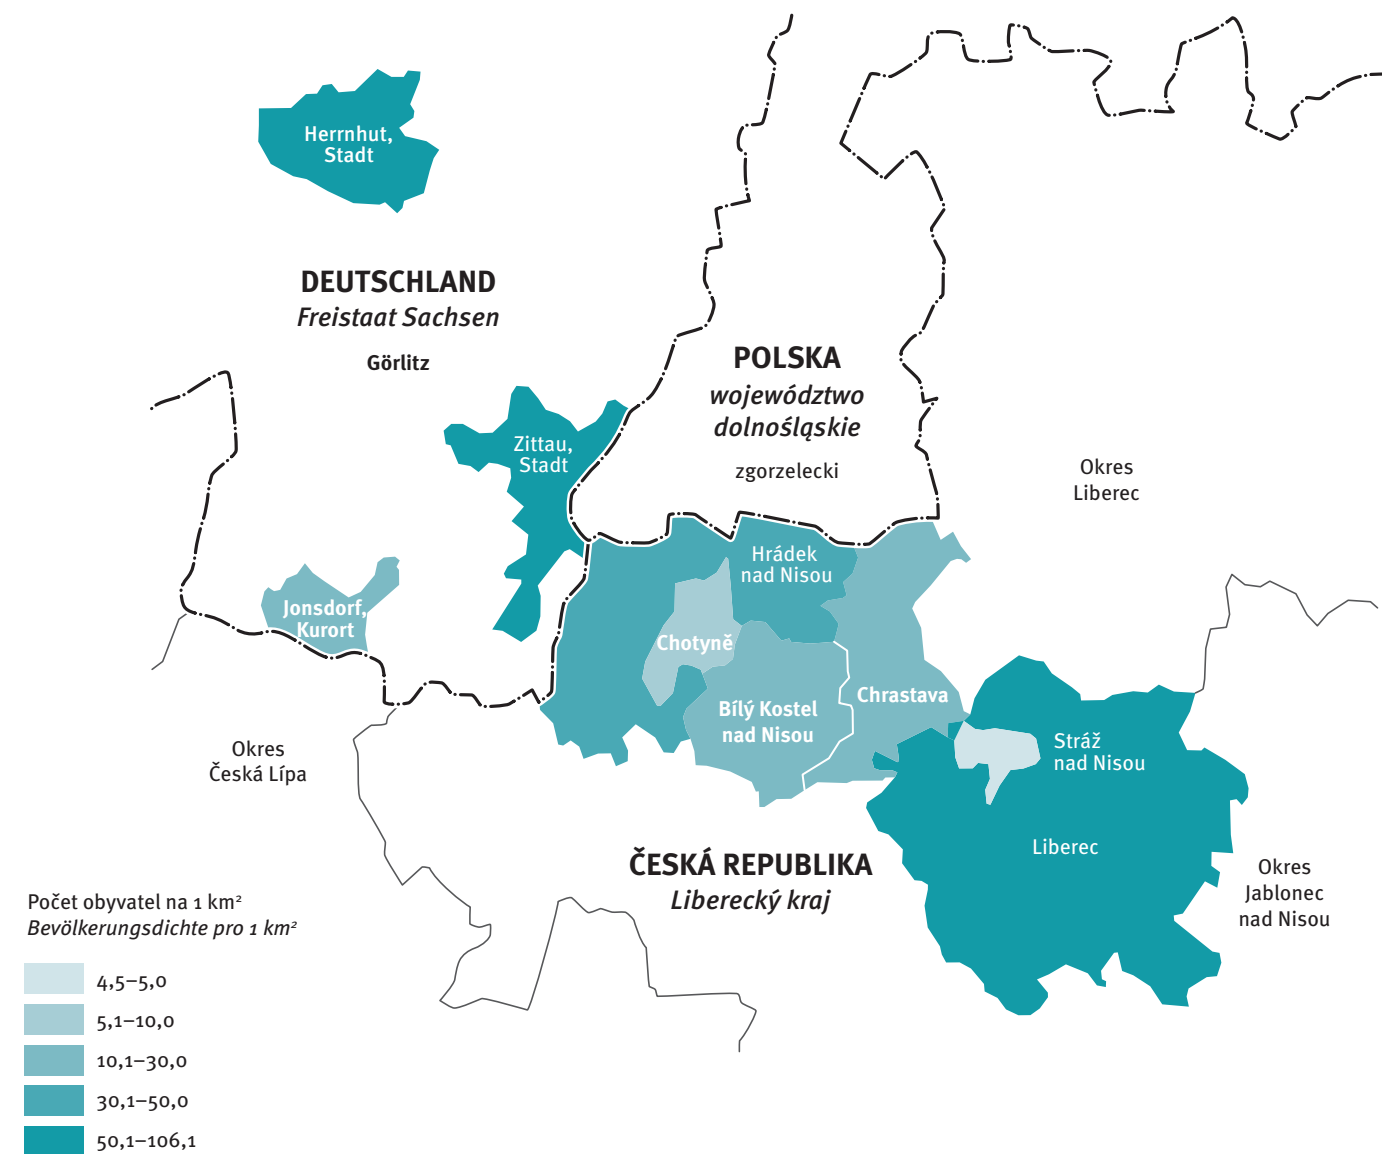 Herrnhut,
Stadt
DEUTSCHLAND
Freistaat Sachsen
Görlitz
POLSKA
województwo
dolnośląskie
zgorzelecki
Zittau,
Stadt
Okres
Liberec
Hrádek
nad Nisou
Jonsdorf,
Kurort
Chotyně
Chrastava
Bílý Kostel
nad Nisou
Stráž
nad Nisou
Okres
Česká Lípa
Liberec
ČESKÁ REPUBLIKA
Liberecký kraj
Okres
Jablonec
nad Nisou
Počet obyvatel na 1 km²
Bevölkerungsdichte pro 1 km²
4,5–5,0
5,1–10,0
10,1–30,0
30,1–50,0
50,1–106,1